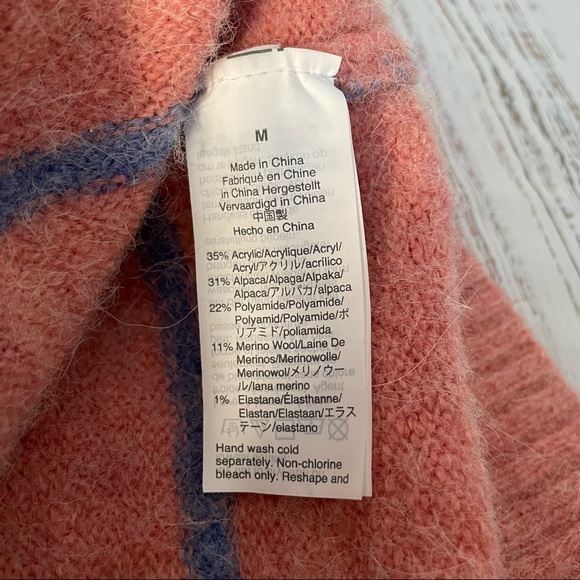 M
Made in China
Fabriqué en Chine
in China Hergestellt
Vervaardigd in China
中国製
Hecho en China
35% Acrylic/Acrylique/Acryl/
Acryl/アクリル/acrílico
31% Alpaca/Alpaga/Alpaka/
Alpaca/アルパカ/alpaca
22% Polyamide/Polyamide/
Polyamid/Polyamide/ポ
リアミド/poliamida
11% Merino Wool/Laine De
Merinos/Merinowolle/
Merinowol/メリノウー
ル/lana merino
1% Elastane/Élasthanne/
Elastan/Elastaan/エラス
テーン/elastano
Hand wash cold
separately. Non-chlorine
bleach only. Reshape and